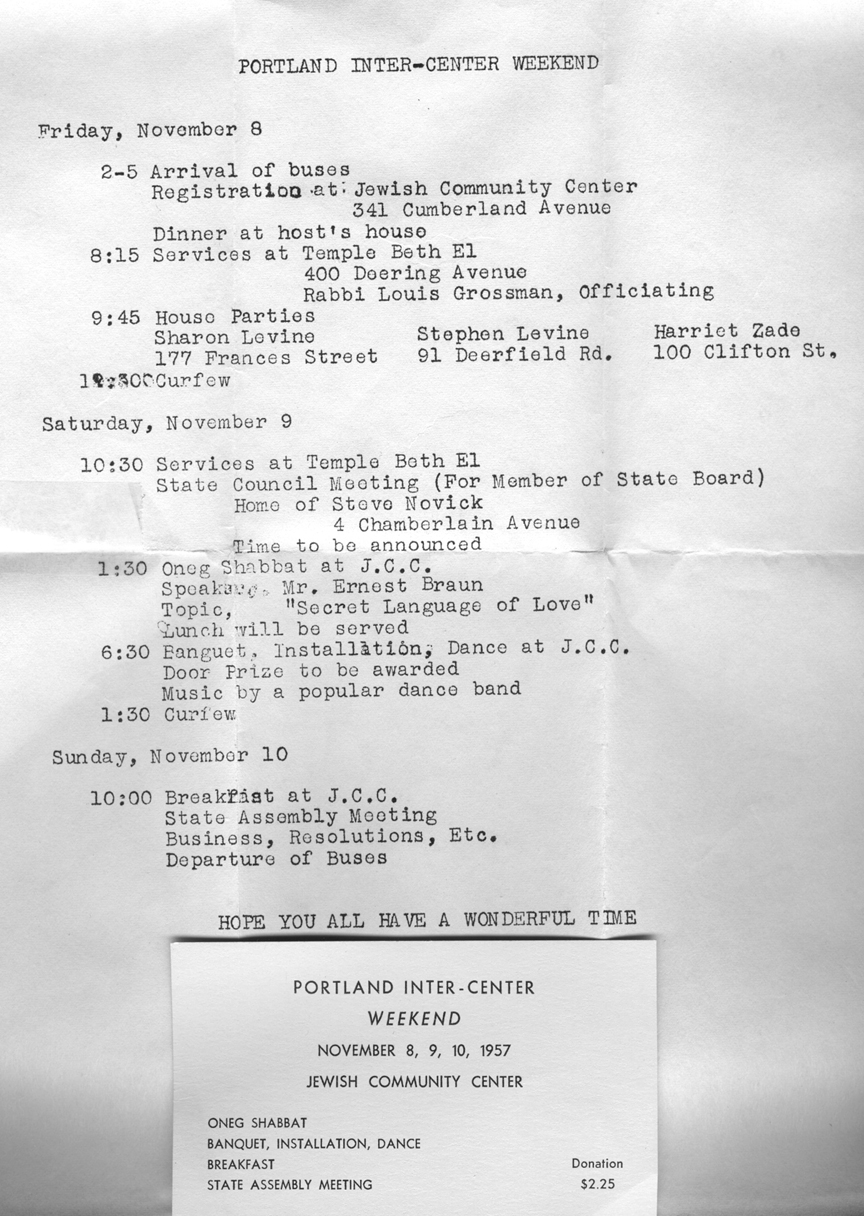 PORTLAND INTER-CENTER WEEKEND
Friday, November 8
2-5 Arrival of buses
Registration at: Jewish Community Center
341 Cumberland Avenue
Dinner at host's house
8:15 Services at Temple Beth El
400 Deering Avenue
Rabbi Louis Grossman, Officiating
9:45 House Parties
Sharon Levine Stephen Levine Harriet Zade
177 Frances Street 91 Deerfield Rd. 100 Clifton St.,
Curfew
Saturday, November 9
10:30 Services at Temple Beth El
State Council Meeting (For Member of State Board)
Home of Steve Novick
4 Chamberlain Avenue
Time to be announced
1:30 Oneg Shabbat at J.C.C.
Mr. Ernest Braun
Topic, "Secret Language of Love"
Lunch will be served
6:30 Banguet, Installation, Dance at J.C.C.
Door Prize to be awarded
Music by a popular dance band
1:30 Curfew
Sunday, November 10
10:00 Breakfast at J.C.C.
State Assembly Meeting
Business, Resolutions, Etc.
Departure of Buses
HOPE YOU ALL HAVE A WONDERFUL TIME
PORTLAND INTER-CENTER
WEEKEND
NOVEMBER 8, 9, 10, 1957
JEWISH COMMUNITY CENTER
ONEG SHABBAT
BANQUET, INSTALLATION, DANCE
BREAKFAST Donation
STATE ASSEMBLY MEETING $2.25